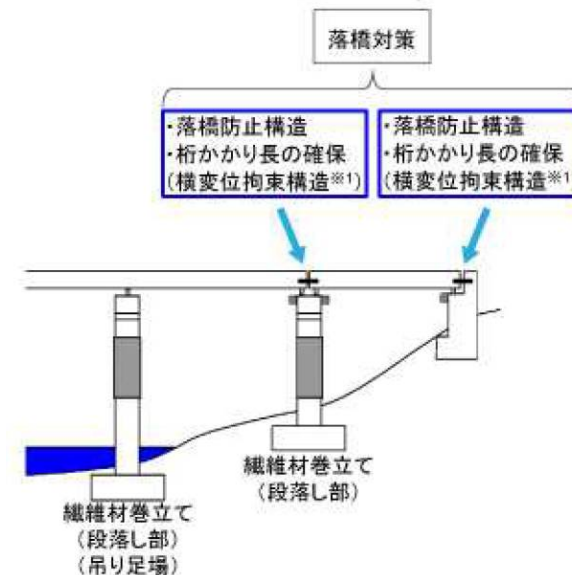 落橋対策
・落橋防止構造
・桁かかり長の確保
(横変位拘束構造※1)
・落橋防止構造
・桁かかり長の確保
(横変位拘束構造※1)
繊維材巻立て
(段落し部)
繊維材巻立て
(段落し部)
(吊り足場)